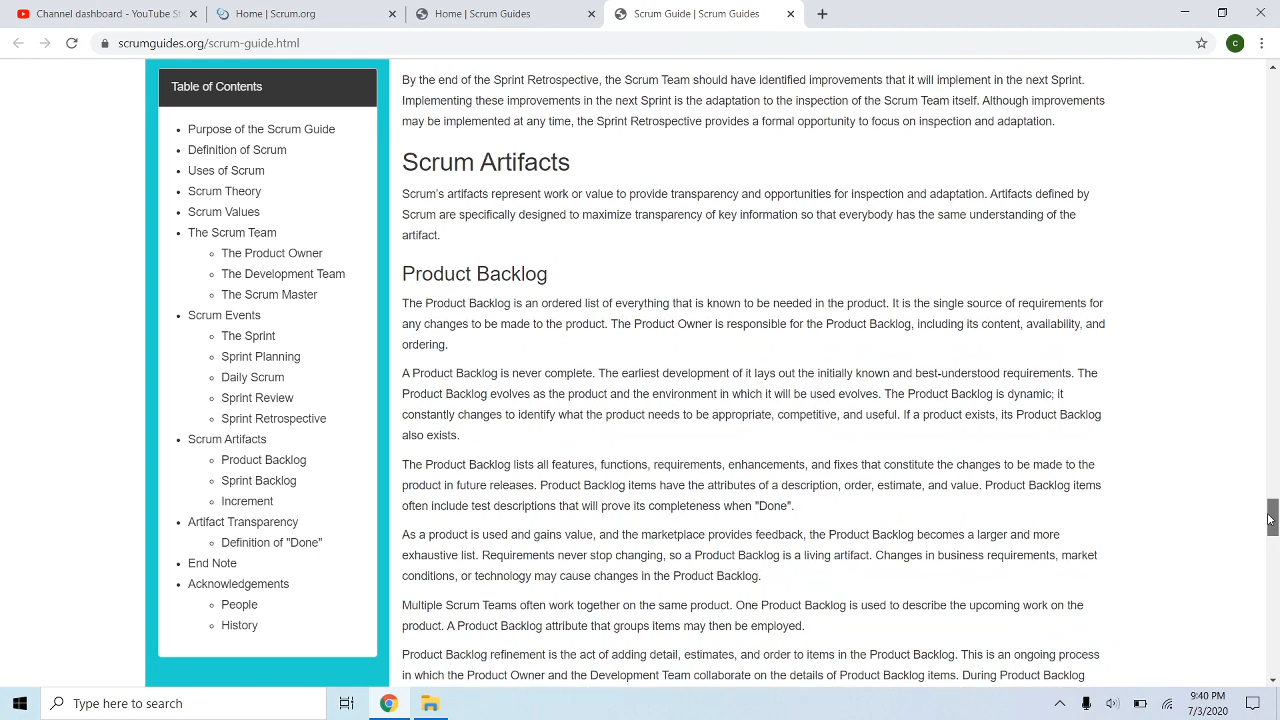 Channel dashboard - YouTube St
Home | Scrum.org
Home | Scrum Guides
Scrum Guide | Scrum Guides
scrumguides.org/scrum-guide.html
C
Table of Contents
Purpose of the Scrum Guide
Definition of Scrum
Uses of Scrum
Scrum Theory
Scrum Values
The Scrum Team
The Product Owner
The Development Team
The Scrum Master
Scrum Events
The Sprint
Sprint Planning
Daily Scrum
Sprint Review
Sprint Retrospective
Scrum Artifacts
Product Backlog
Sprint Backlog
Increment
Artifact Transparency
Definition of "Done"
End Note
Acknowledgements
People
History
By the end of the Sprint Retrospective, the Scrum Team should have identified improvements that it will implement in the next Sprint.
Implementing these improvements in the next Sprint is the adaptation to the inspection of the Scrum Team itself. Although improvements
may be implemented at any time, the Sprint Retrospective provides a formal opportunity to focus on inspection and adaptation.
Scrum Artifacts
Scrum's artifacts represent work or value to provide transparency and opportunities for inspection and adaptation. Artifacts defined by
Scrum are specifically designed to maximize transparency of key information so that everybody has the same understanding of the
artifact.
Product Backlog
The Product Backlog is an ordered list of everything that is known to be needed in the product. It is the single source of requirements for
any changes to be made to the product. The Product Owner is responsible for the Product Backlog, including its content, availability, and
ordering.
A Product Backlog is never complete. The earliest development of it lays out the initially known and best-understood requirements. The
Product Backlog evolves as the product and the environment in which it will be used evolves. The Product Backlog is dynamic; it
constantly changes to identify what the product needs to be appropriate, competitive, and useful. If a product exists, its Product Backlog
also exists.
The Product Backlog lists all features, functions, requirements, enhancements, and fixes that constitute the changes to be made to the
product in future releases. Product Backlog items have the attributes of a description, order, estimate, and value. Product Backlog items
often include test descriptions that will prove its completeness when "Done".
As a product is used and gains value, and the marketplace provides feedback, the Product Backlog becomes a larger and more
exhaustive list. Requirements never stop changing, so a Product Backlog is a living artifact. Changes in business requirements, market
conditions, or technology may cause changes in the Product Backlog.
Multiple Scrum Teams often work together on the same product. One Product Backlog is used to describe the upcoming work on the
product. A Product Backlog attribute that groups items may then be employed.
Product Backlog refinement is the act of adding detail, estimates, and order to items in the Product Backlog. This is an ongoing process
in which the Product Owner and the Development Team collaborate on the details of Product Backlog items. During Product Backlog
Type here to search
9:40 PM
7/3/2020